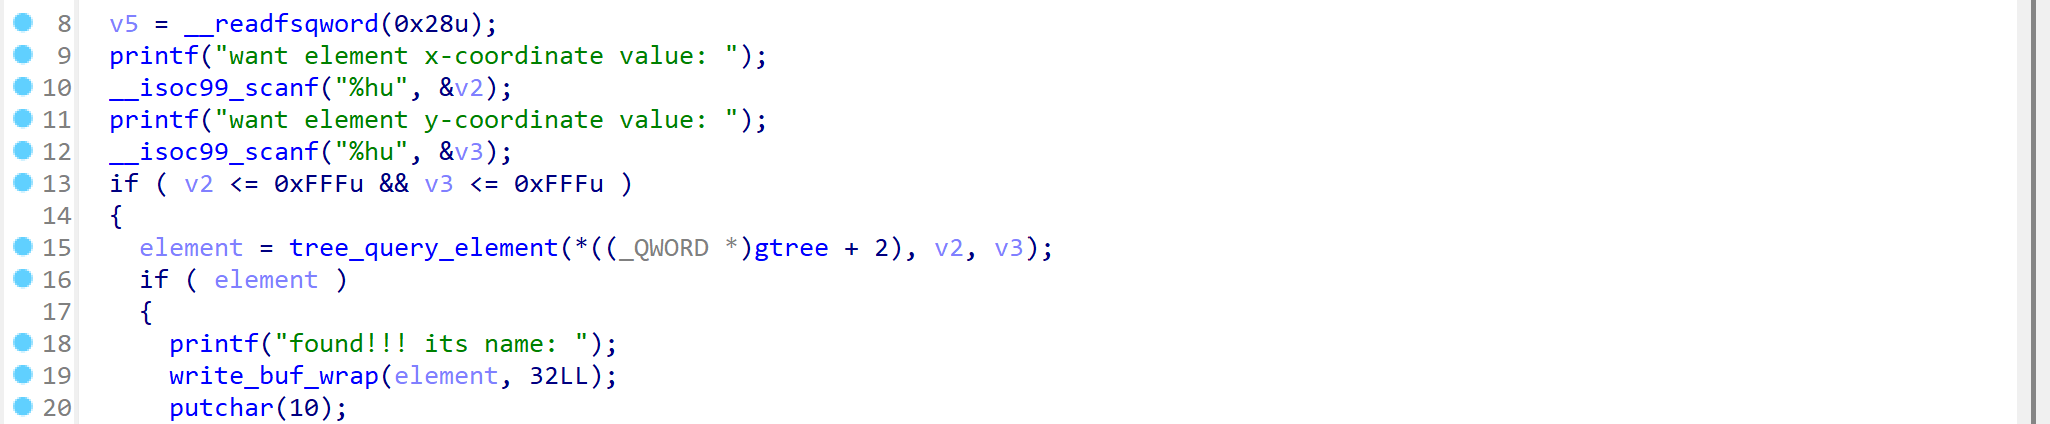 8 v5 = __readfsqword(0x28u);
9 printf("want element x-coordinate value: ");
10 __isoc99_scanf("%hu", &v2);
11 printf("want element y-coordinate value: ");
12 __isoc99_scanf("%hu", &v3);
13 if ( v2 <= 0xFFFu && v3 <= 0xFFFu )
14 {
15 element = tree_query_element(*((_QWORD *)gtree + 2), v2, v3);
16 if ( element )
17 {
18 printf("found!!! its name: ");
19 write_buf_wrap(element, 32LL);
20 putchar(10);